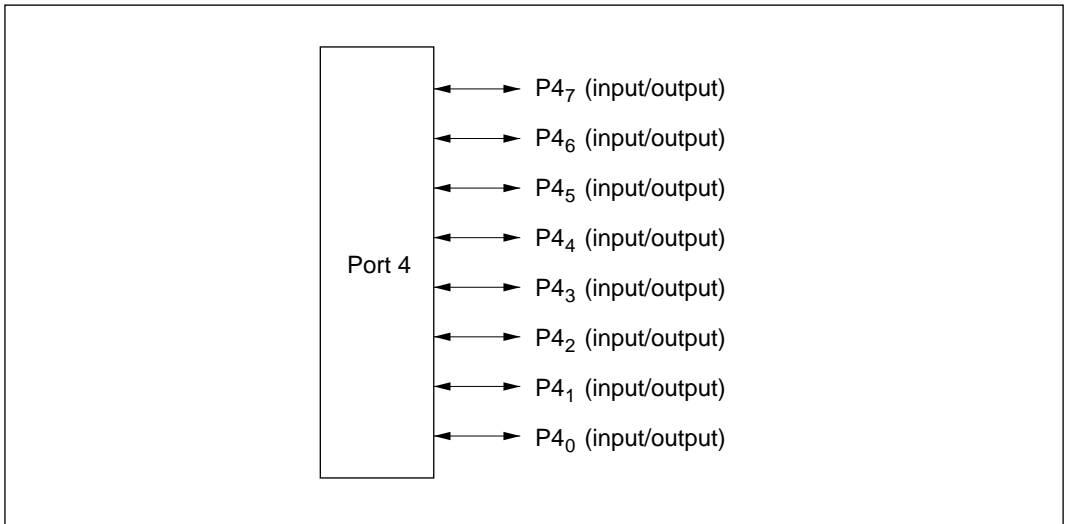 P4₇ (input/output)
P4₆ (input/output)
P4₅ (input/output)
P4₄ (input/output)
Port 4
P4₃ (input/output)
P4₂ (input/output)
P4₁ (input/output)
P4₀ (input/output)